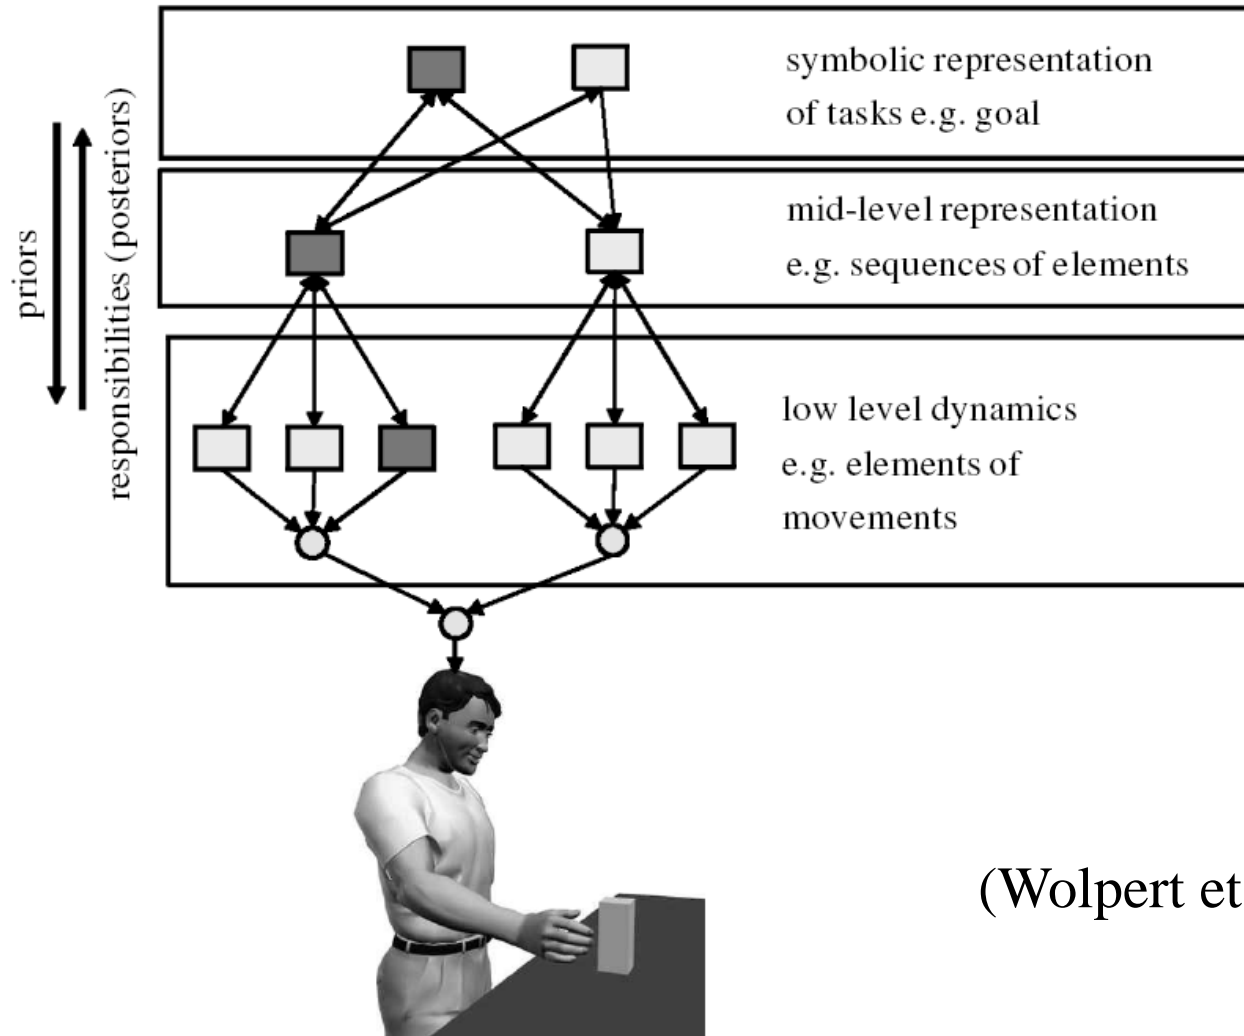 symbolic representation
of tasks e.g. goal
priors
responsibilities (posteriors)
mid-level representation
e.g. sequences of elements
low level dynamics
e.g. elements of
movements
(Wolpert et